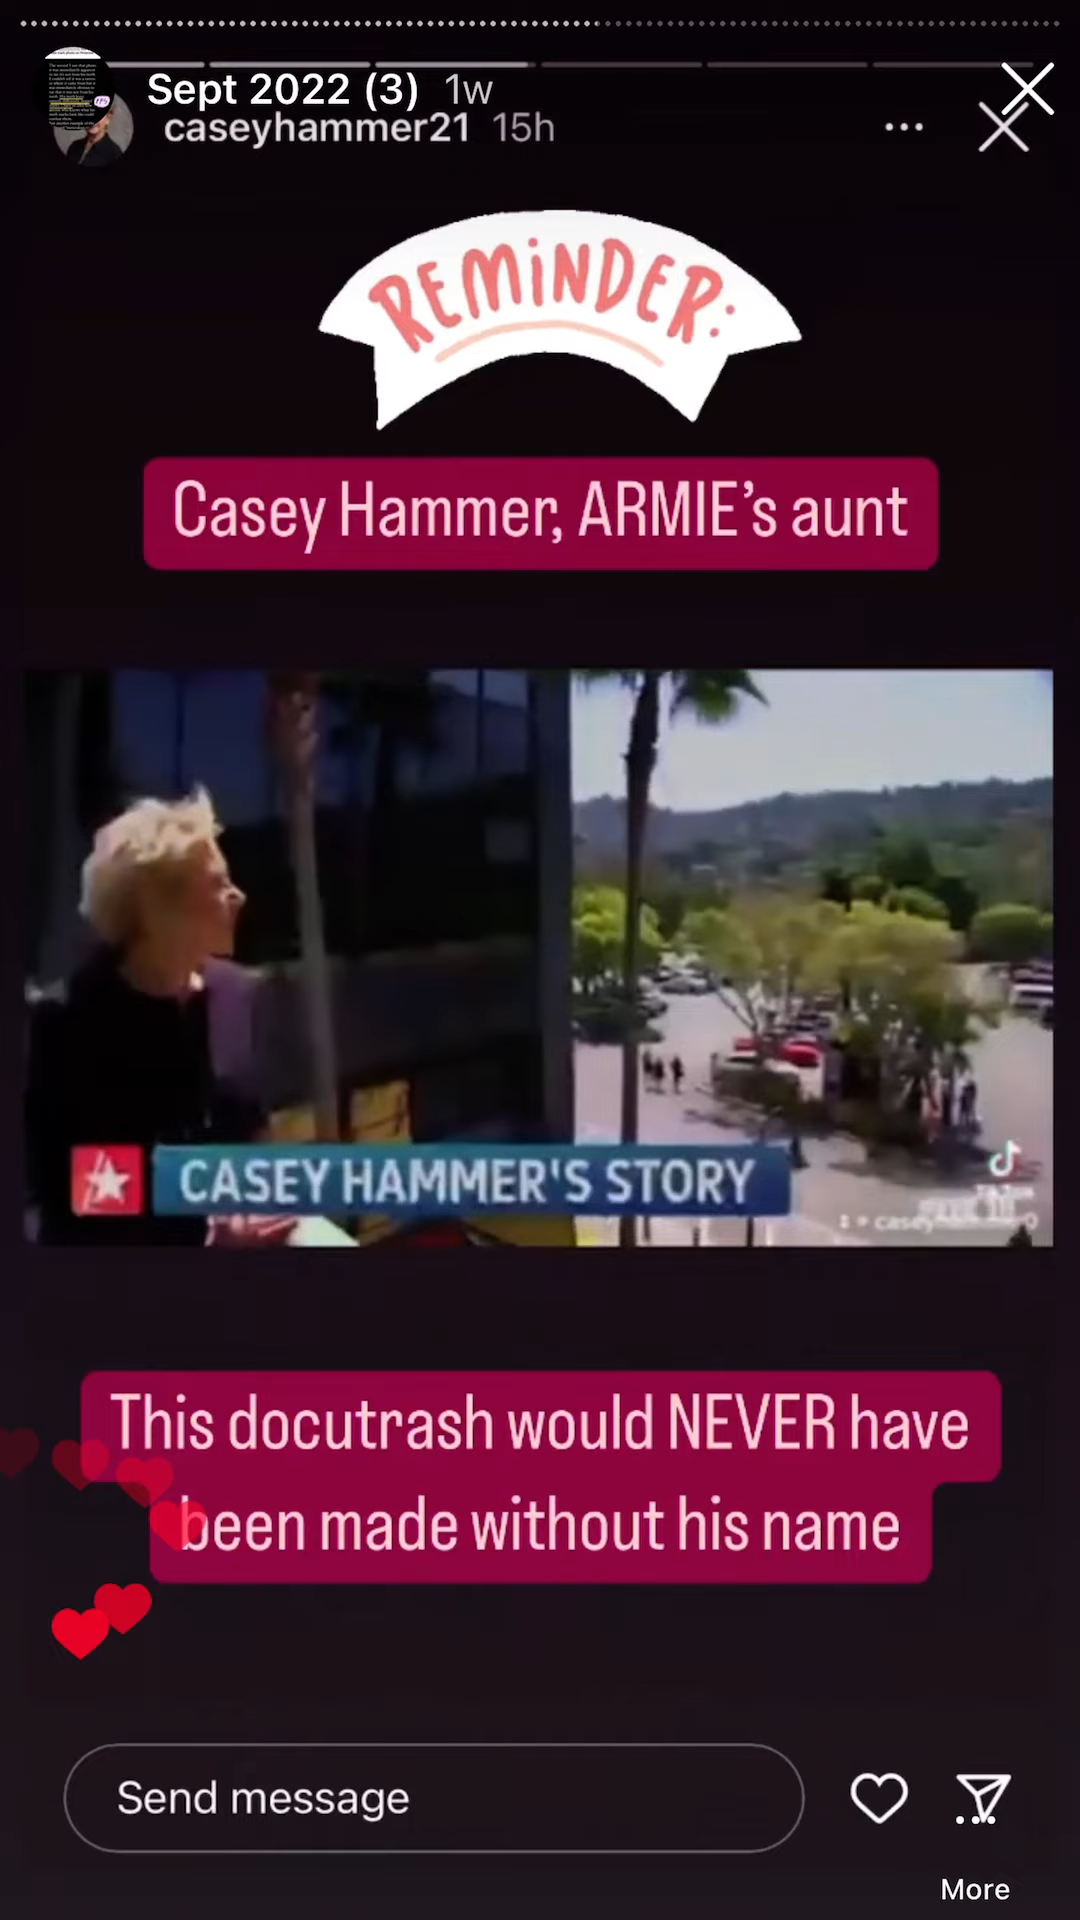 Sept 2022 (3) 1w
caseyhammer21 15h
REMINDER:
Casey Hammer, ARMIE's aunt
CASEY HAMMER'S STORY
This docutrash would NEVER have
been made without his name
Send message
More